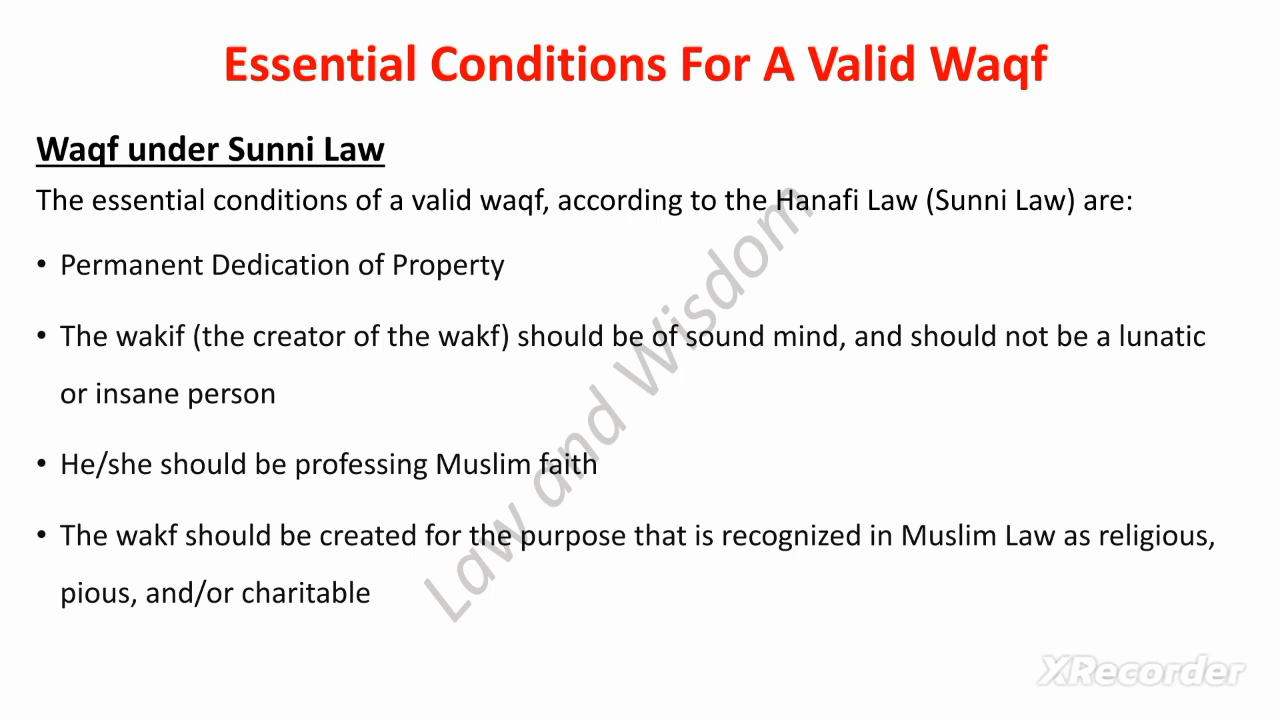 Essential Conditions For A Valid Waqf
Waqf under Sunni Law
The essential conditions of a valid waqf, according to the Hanafi Law (Sunni Law) are:
• Permanent Dedication of Property
• The wakif (the creator of the wakf) should be of sound mind, and should not be a lunatic
or insane person
• He/she should be professing Muslim faith
• The wakf should be created for the purpose that is recognized in Muslim Law as religious,
pious, and/or charitable
Law and Wisdom
XRecorder